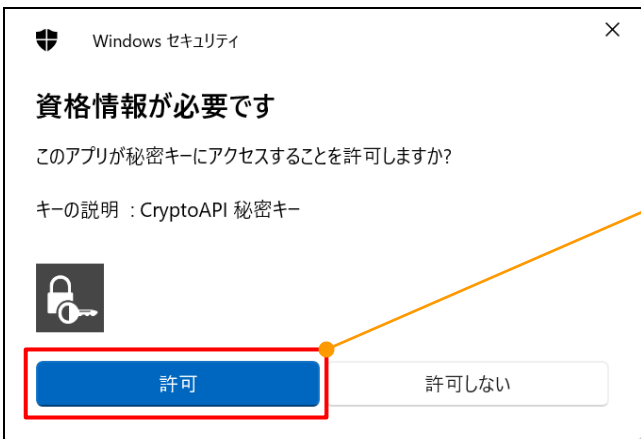 Windows セキュリティ
資格情報が必要です
このアプリが秘密キーにアクセスすることを許可しますか?
キーの説明 : CryptoAPI 秘密キー
許可
許可しない